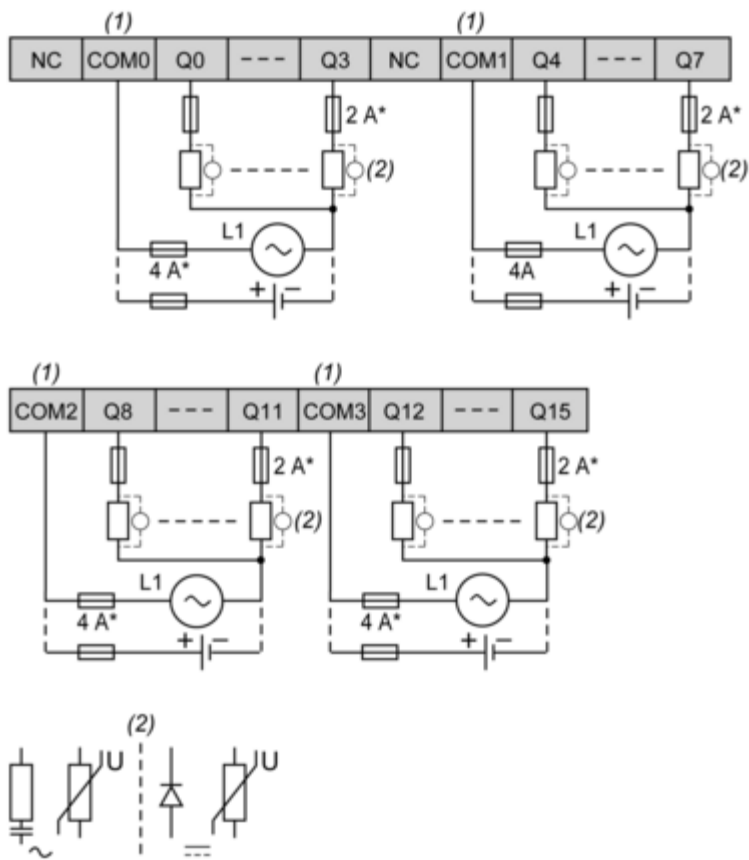 (1) (1)
NC COM0 Q0 --- Q3 NC COM1 Q4 --- Q7
2 A* 2 A*
(2) (2)
L1 L1
4 A* 4A
+ − + −
(1) (1)
COM2 Q8 --- Q11 COM3 Q12 --- Q15
2 A* 2 A*
(2) (2)
L1 L1
4 A* 4 A*
+ − + −
(2)
U U